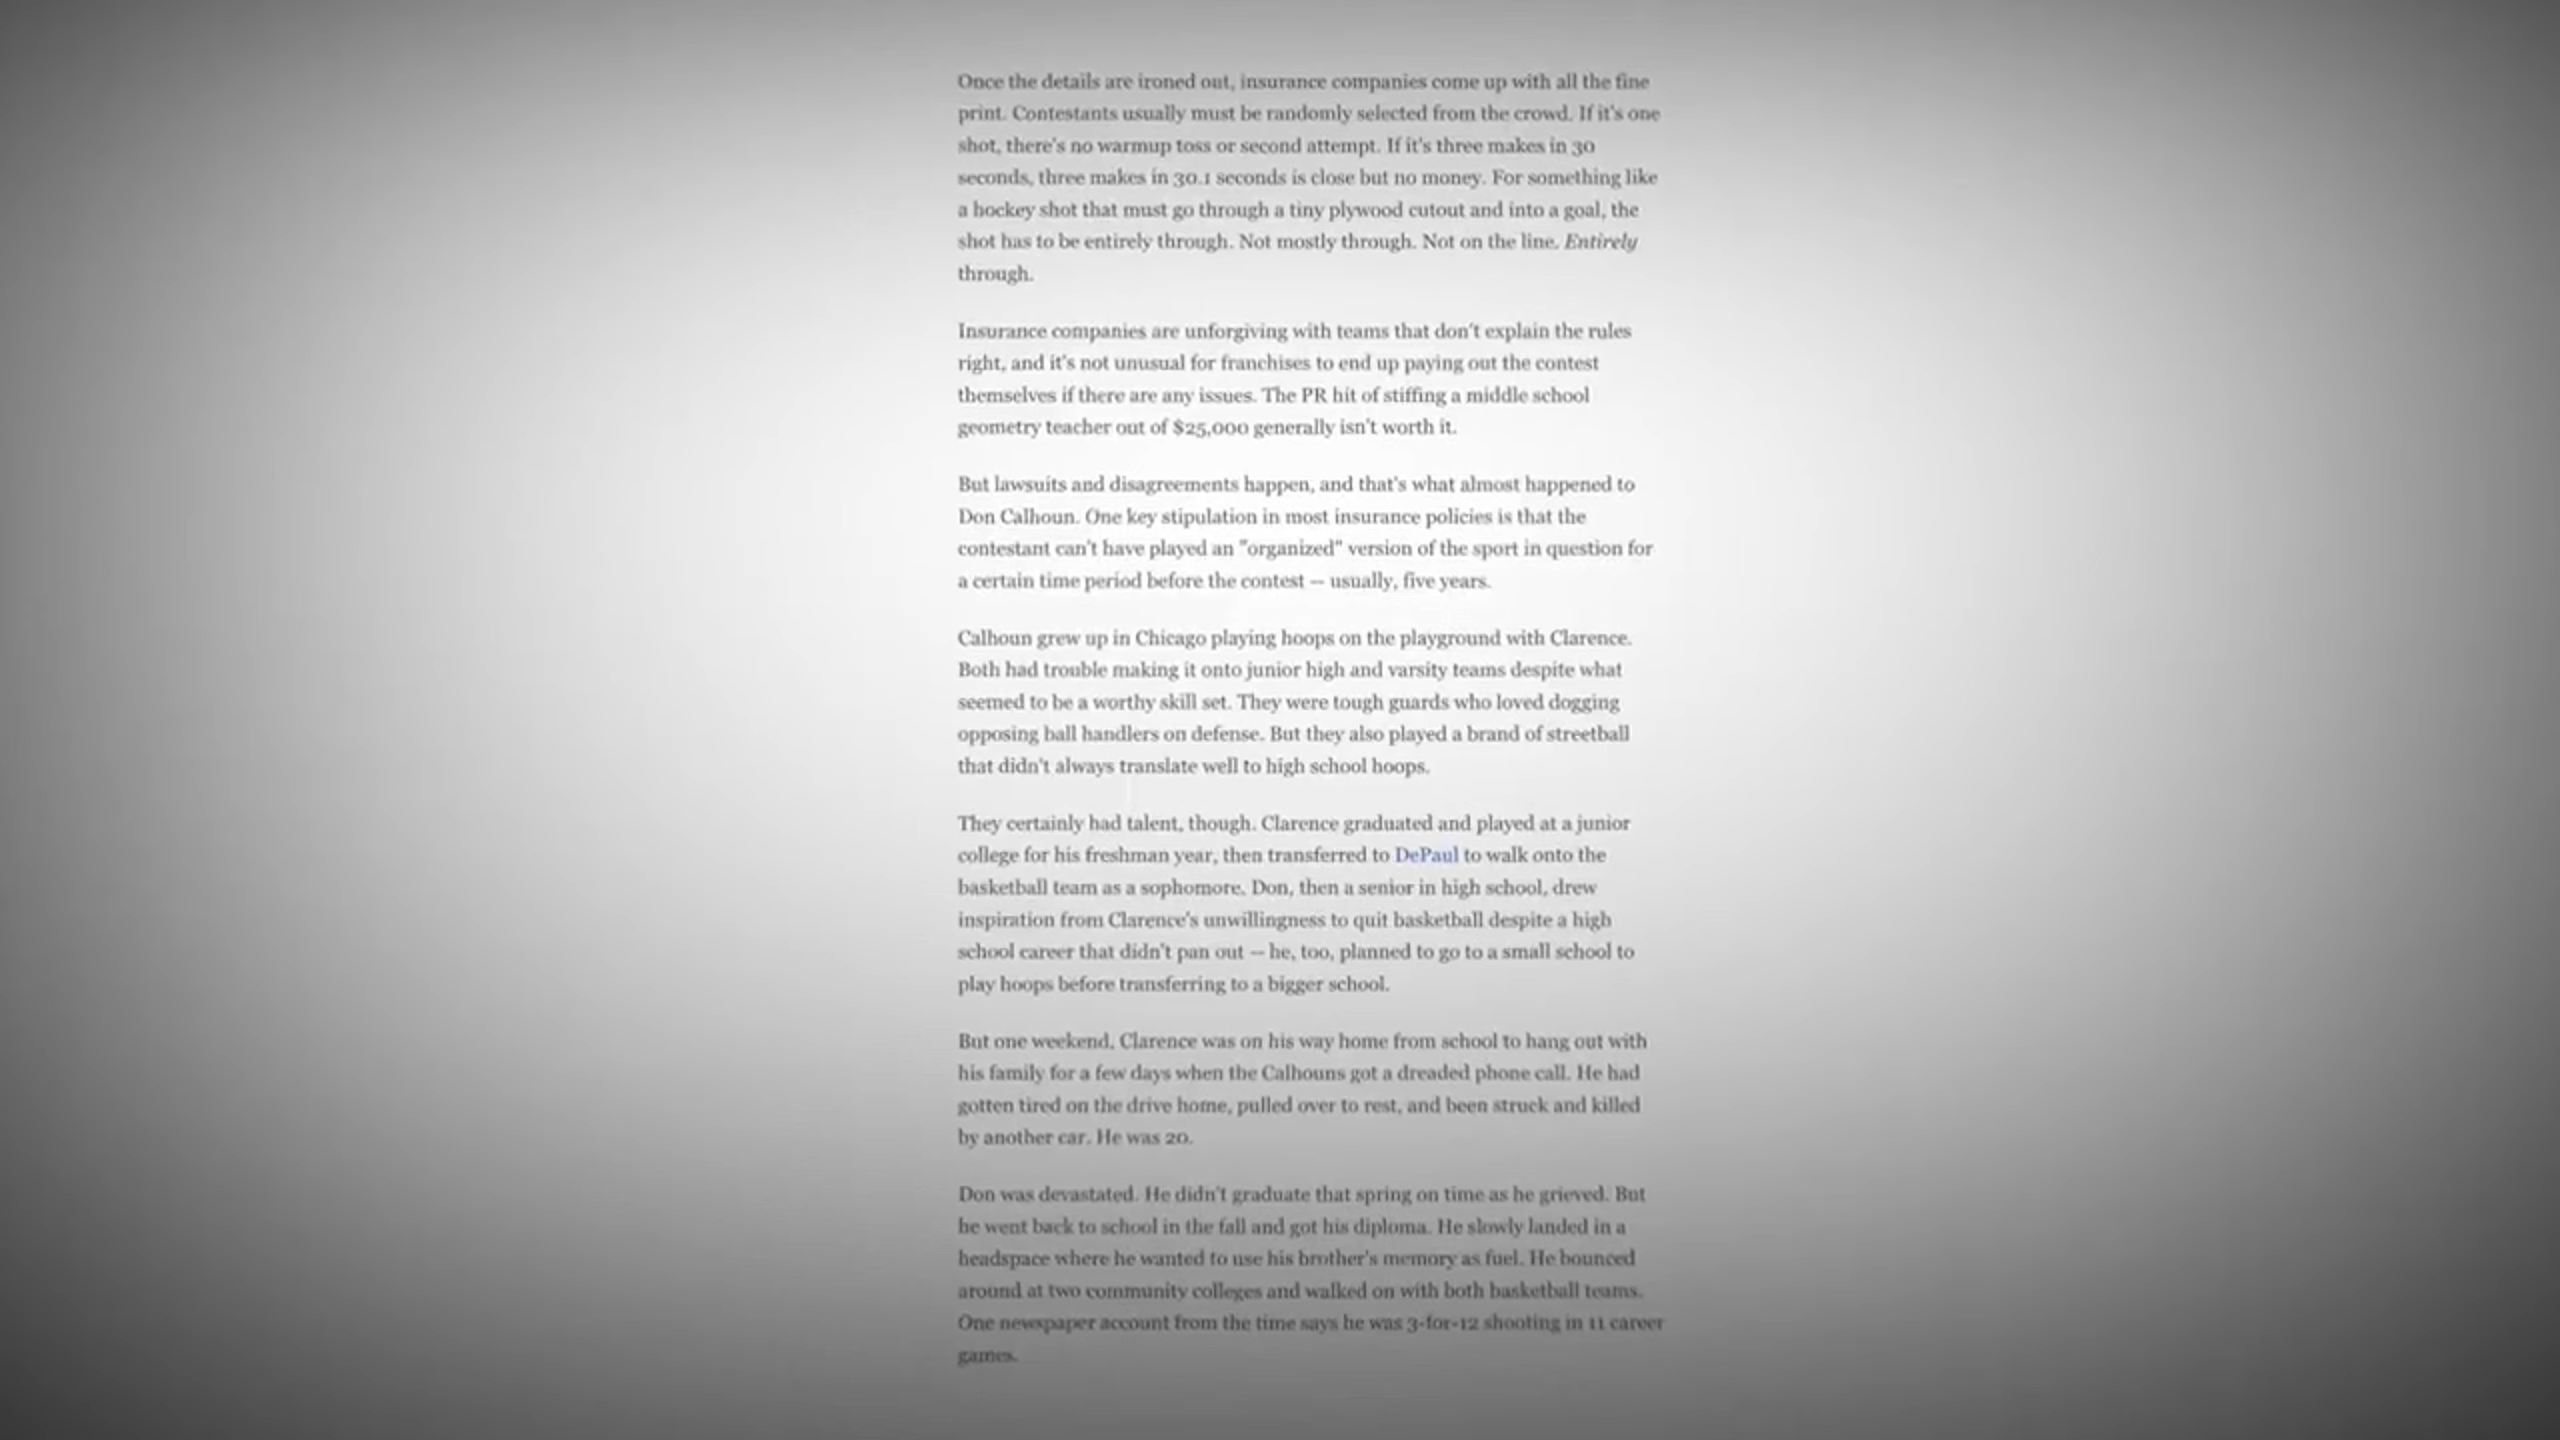 Once the details are ironed out, insurance companies come up with all the fine
print. Contestants usually must be randomly selected from the crowd. If it's one
shot, there's no warmup toss or second attempt. If it's three makes in 30
seconds, three makes in 30.1 seconds is close but no money. For something like
a hockey shot that must go through a tiny plywood cutout and into a goal, the
shot has to be entirely through. Not mostly through. Not on the line. Entirely
through.
Insurance companies are unforgiving with teams that don't explain the rules
right, and it's not unusual for franchises to end up paying out the contest
themselves if there are any issues. The PR hit of stiffing a middle school
geometry teacher out of $25,000 generally isn't worth it.
But lawsuits and disagreements happen, and that's what almost happened to
Don Calhoun. One key stipulation in most insurance policies is that the
contestant can't have played an "organized" version of the sport in question for
a certain time period before the contest — usually, five years.
Calhoun grew up in Chicago playing hoops on the playground with Clarence.
Both had trouble making it onto junior high and varsity teams despite what
seemed to be a worthy skill set. They were tough guards who loved dogging
opposing ball handlers on defense. But they also played a brand of streetball
that didn't always translate well to high school hoops.
They certainly had talent, though. Clarence graduated and played at a junior
college for his freshman year, then transferred to DePaul to walk onto the
basketball team as a sophomore. Don, then a senior in high school, drew
inspiration from Clarence's unwillingness to quit basketball despite a high
school career that didn't pan out — he, too, planned to go to a small school to
play hoops before transferring to a bigger school.
But one weekend, Clarence was on his way home from school to hang out with
his family for a few days when the Calhouns got a dreaded phone call. He had
gotten tired on the drive home, pulled over to rest, and been struck and killed
by another car. He was 20.
Don was devastated. He didn't graduate that spring on time as he grieved. But
he went back to school in the fall and got his diploma. He slowly landed in a
headspace where he wanted to use his brother's memory as fuel. He bounced
around at two community colleges and walked on with both basketball teams.
One newspaper account from the time says he was 3-for-12 shooting in 11 career
games.